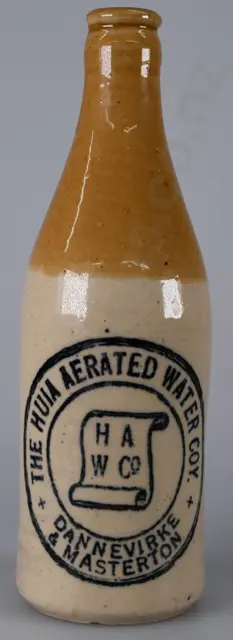 THE HUIA AERATED WATER COY.
H A
W Co
DANNEVIRKE
& MASTERTON